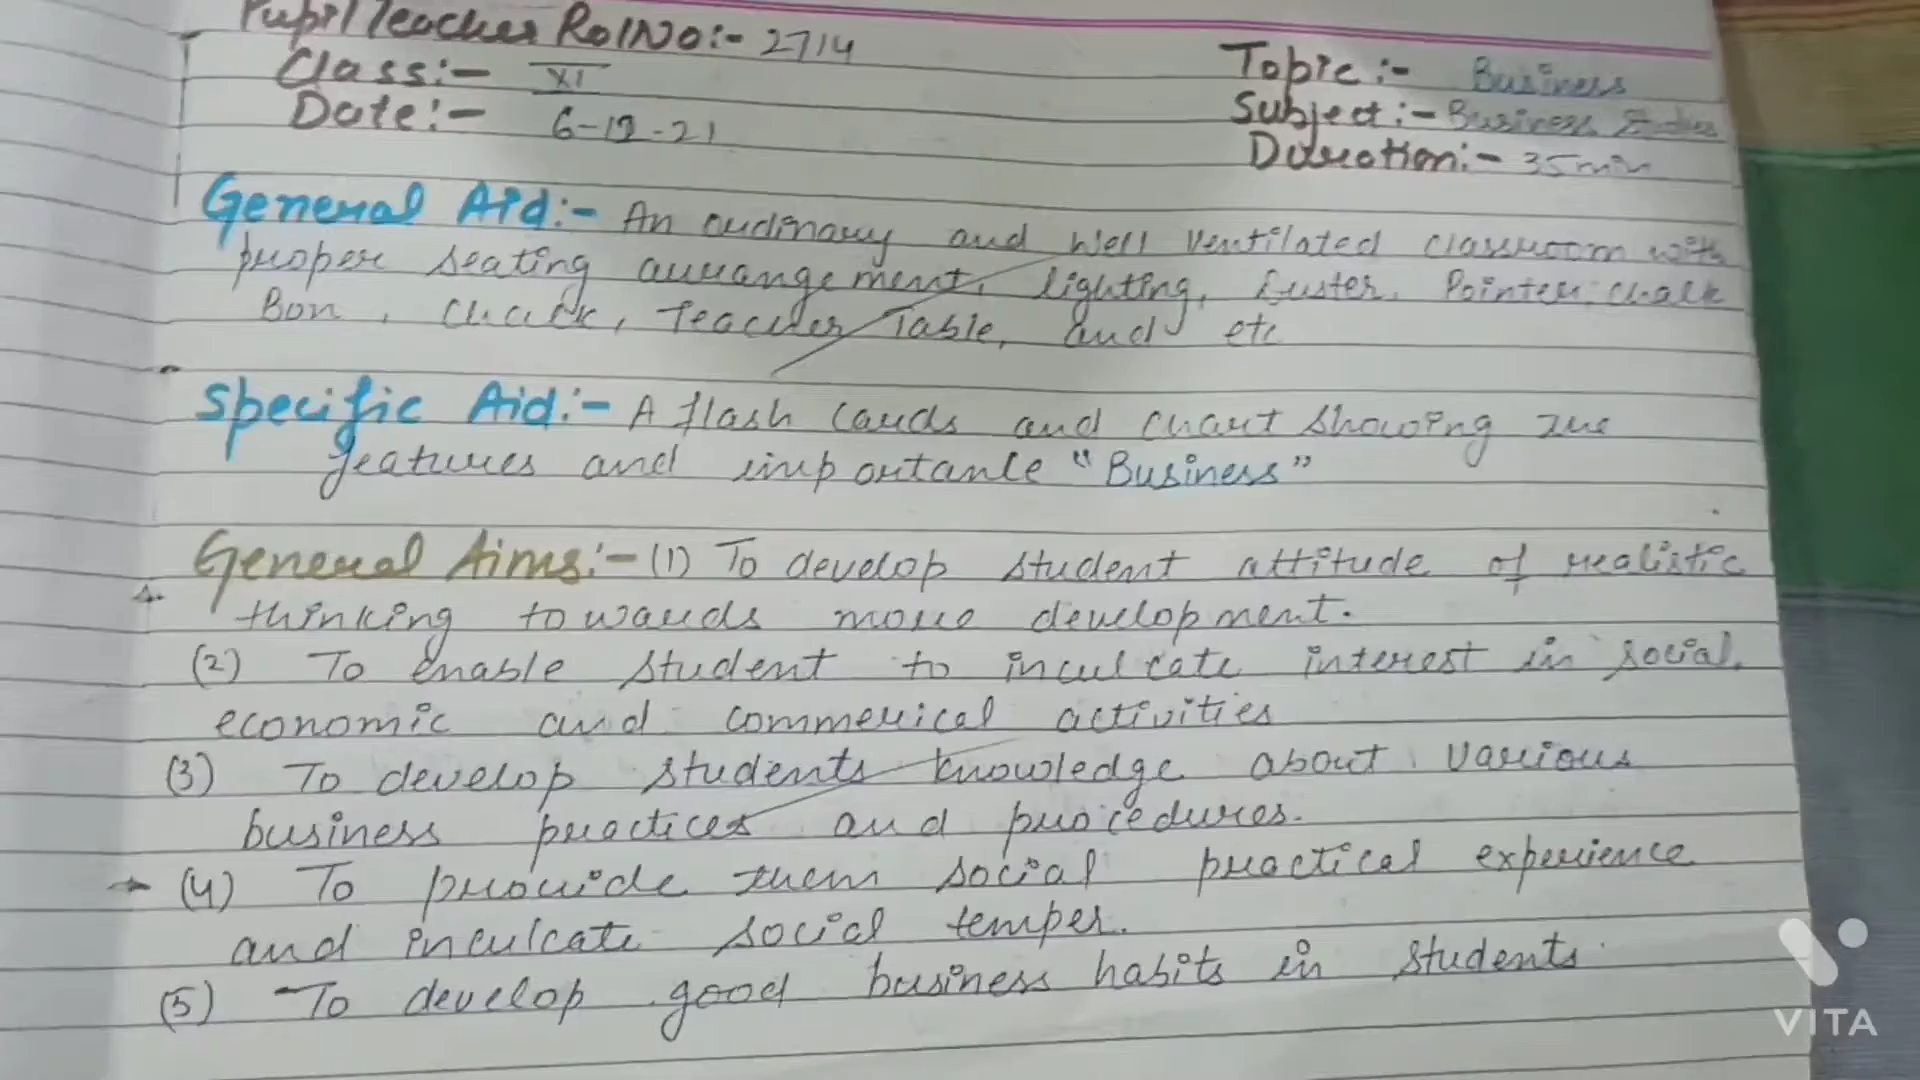 Pupil Teacher Rol No:- 2714
Class:- XI
Date:- 6-12-21
Topic:- Business
Subject:- Business Studies
Duration:- 35 min
General Aid:- An ordinary and well ventilated classroom with
proper seating arrangement, lighting, Duster, Pointer, chalk
Box, chalk, Teacher Table, and etc
Specific Aid:- A flash cards and chart showing the
features and importance "Business"
General Aims:- (1) To develop student attitude of realistic
thinking towards more development.
(2) To enable student to inculcate interest in social,
economic and commerical activities
(3) To develop students knowledge about various
business practices and procedures.
(4) To provide them social practical experience
and inculcate social temper.
(5) To develop good business habits in students
VITA